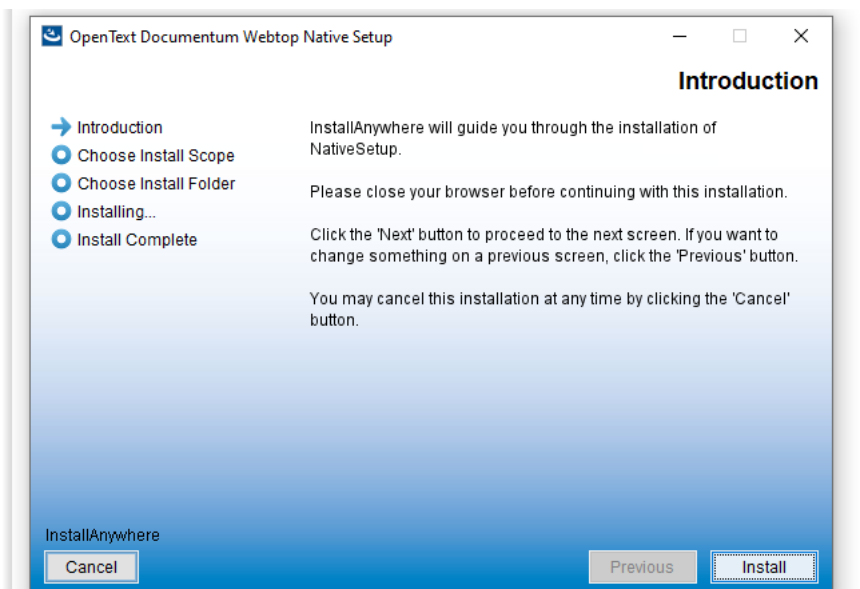 OpenText Documentum Webtop Native Setup
Introduction
Introduction
Choose Install Scope
Choose Install Folder
Installing...
Install Complete
InstallAnywhere will guide you through the installation of
NativeSetup.
Please close your browser before continuing with this installation.
Click the 'Next' button to proceed to the next screen. If you want to
change something on a previous screen, click the 'Previous' button.
You may cancel this installation at any time by clicking the 'Cancel'
button.
InstallAnywhere
Cancel
Previous
Install